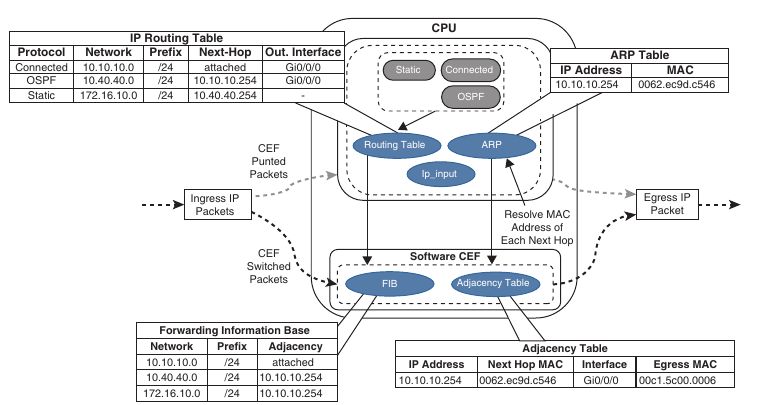 CPU
IP Routing Table
Protocol Network Prefix Next-Hop Out. Interface
Connected 10.10.10.0 /24 attached Gi0/0/0
OSPF 10.40.40.0 /24 10.10.10.254 Gi0/0/0
Static 172.16.10.0 /24 10.40.40.254 -
ARP Table
IP Address MAC
10.10.10.254 0062.ec9d.c546
Static
Connected
OSPF
Routing Table
ARP
Ip_input
CEF
Punted
Packets
Ingress IP
Packets
Egress IP
Packet
Resolve MAC
Address of
Each Next Hop
CEF
Switched
Packets
Software CEF
FIB
Adjacency Table
Forwarding Information Base
Network Prefix Adjacency
10.10.10.0 /24 attached
10.40.40.0 /24 10.10.10.254
172.16.10.0 /24 10.10.10.254
Adjacency Table
IP Address Next Hop MAC Interface Egress MAC
10.10.10.254 0062.ec9d.c546 Gi0/0/0 00c1.5c00.0006